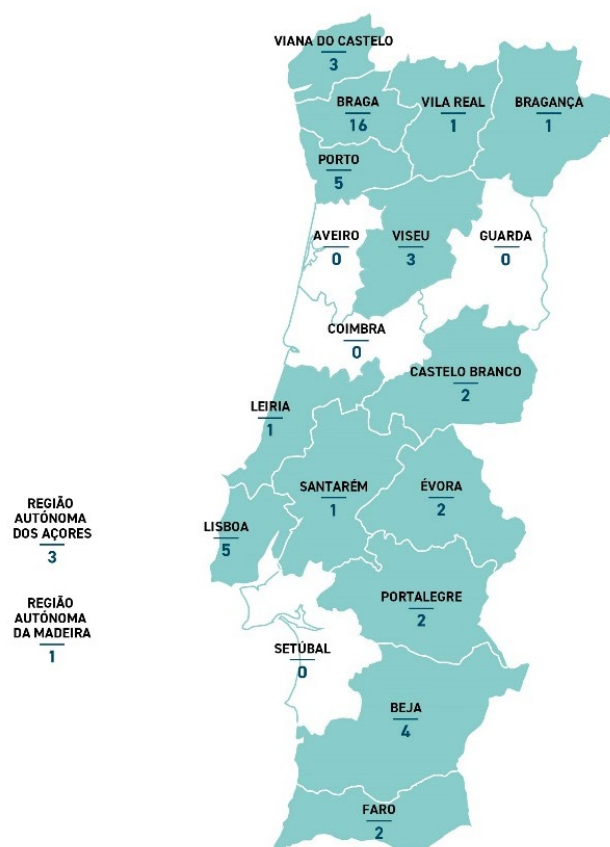 VIANA DO CASTELO
3
BRAGA
16
VILA REAL
1
BRAGANÇA
1
PORTO
5
AVEIRO
0
VISEU
3
GUARDA
0
COIMBRA
0
CASTELO BRANCO
2
LEIRIA
1
SANTARÉM
1
ÉVORA
2
REGIÃO
AUTÓNOMA
DOS AÇORES
3
LISBOA
5
PORTALEGRE
2
REGIÃO
AUTÓNOMA
DA MADEIRA
1
SETÚBAL
0
BEJA
4
FARO
2